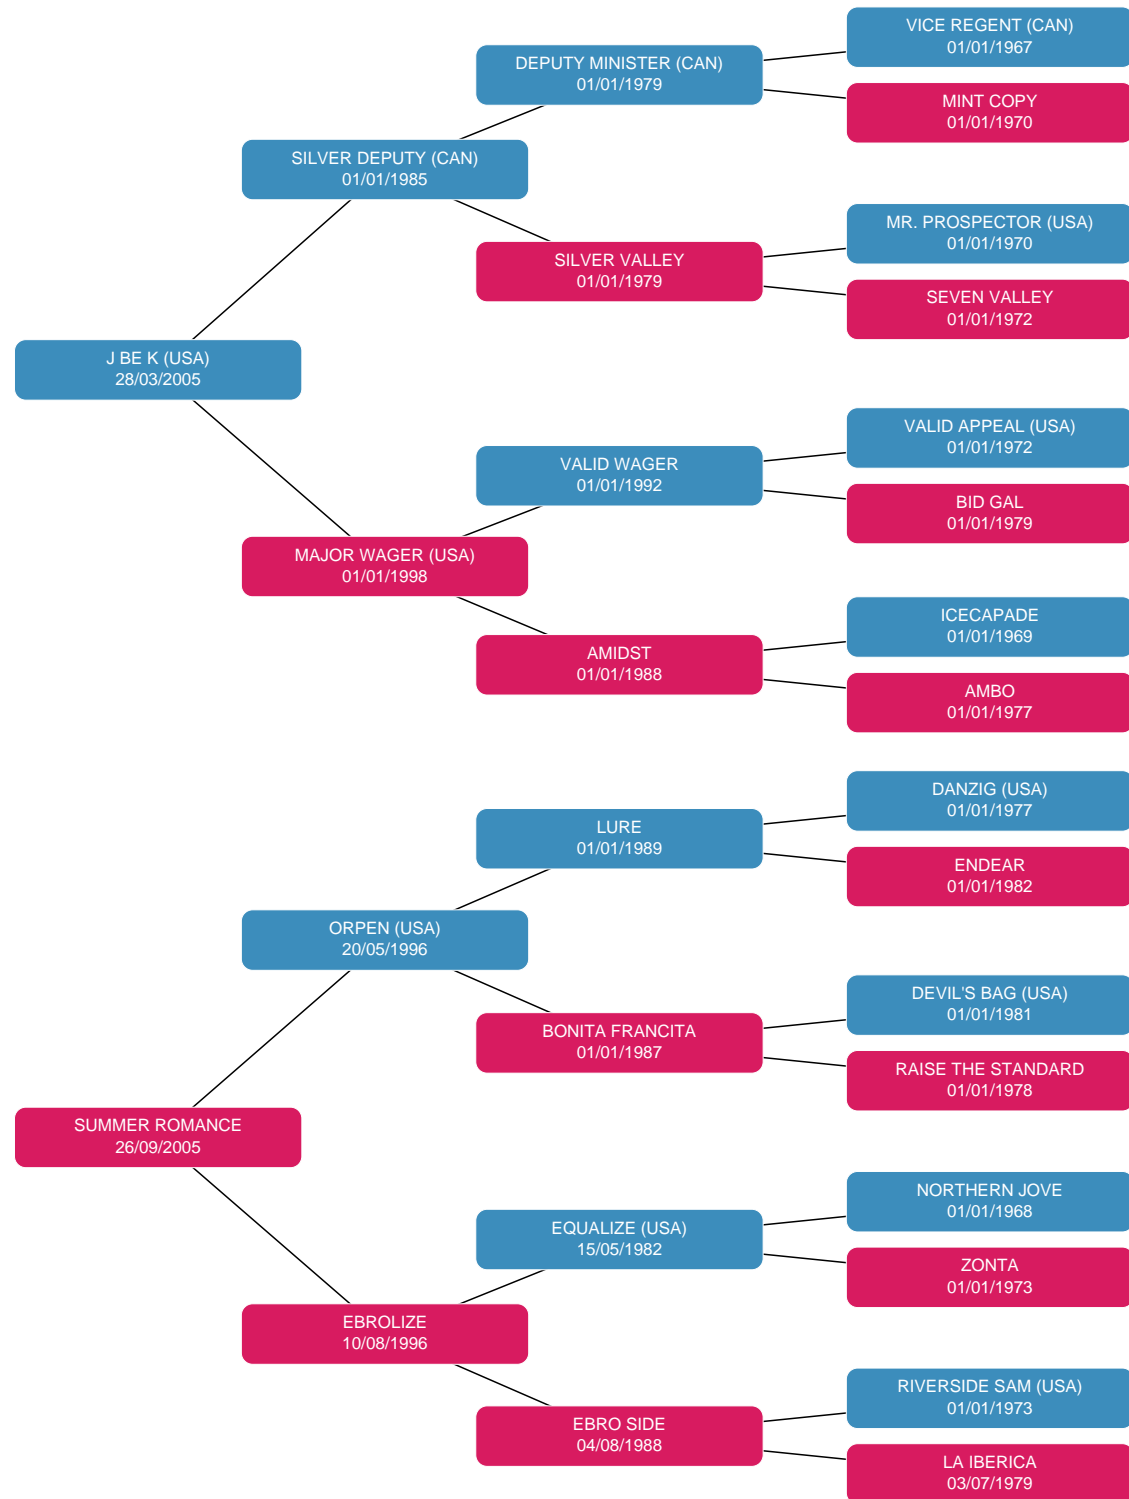 VICE REGENT (CAN)
01/01/1967
DEPUTY MINISTER (CAN)
01/01/1979
MINT COPY
01/01/1970
SILVER DEPUTY (CAN)
01/01/1985
MR. PROSPECTOR (USA)
01/01/1970
SILVER VALLEY
01/01/1979
SEVEN VALLEY
01/01/1972
J BE K (USA)
28/03/2005
VALID APPEAL (USA)
01/01/1972
VALID WAGER
01/01/1992
BID GAL
01/01/1979
MAJOR WAGER (USA)
01/01/1998
ICECAPADE
01/01/1969
AMIDST
01/01/1988
AMBO
01/01/1977
DANZIG (USA)
01/01/1977
LURE
01/01/1989
ENDEAR
01/01/1982
ORPEN (USA)
20/05/1996
DEVIL'S BAG (USA)
01/01/1981
BONITA FRANCITA
01/01/1987
RAISE THE STANDARD
01/01/1978
SUMMER ROMANCE
26/09/2005
NORTHERN JOVE
01/01/1968
EQUALIZE (USA)
15/05/1982
ZONTA
01/01/1973
EBROLIZE
10/08/1996
RIVERSIDE SAM (USA)
01/01/1973
EBRO SIDE
04/08/1988
LA IBERICA
03/07/1979